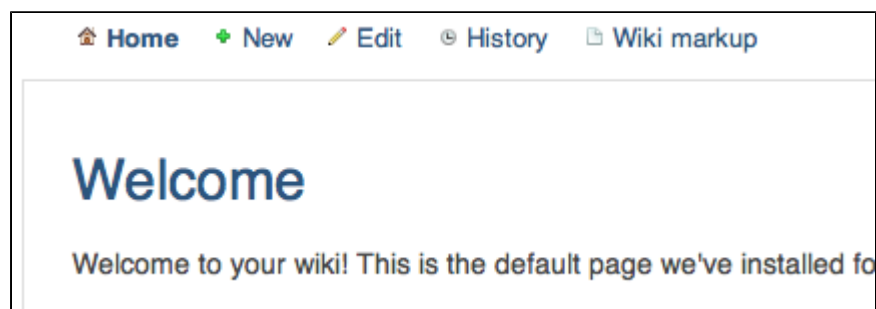 Home New Edit History Wiki markup
Welcome
Welcome to your wiki! This is the default page we've installed fo